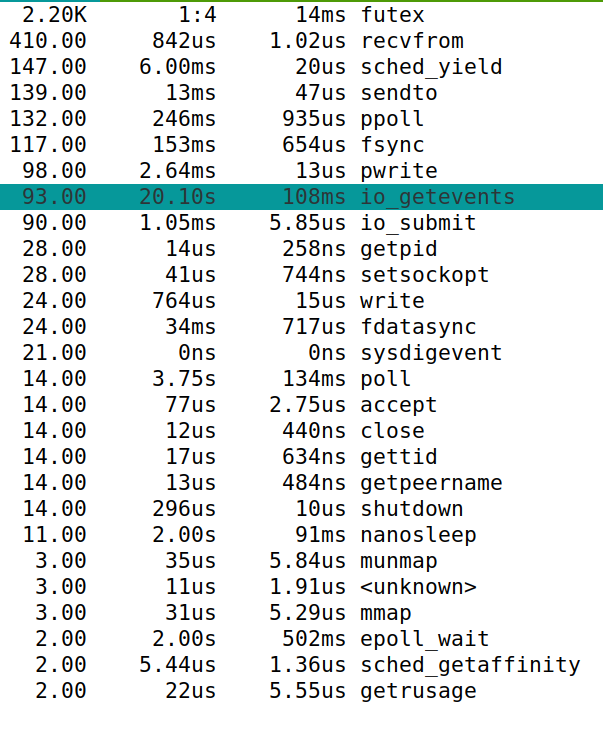 2.20K 1:4 14ms futex
410.00 842us 1.02us recvfrom
147.00 6.00ms 20us sched_yield
139.00 13ms 47us sendto
132.00 246ms 935us ppoll
117.00 153ms 654us fsync
98.00 2.64ms 13us pwrite
93.00 20.10s 108ms io_getevents
90.00 1.05ms 5.85us io_submit
28.00 14us 258ns getpid
28.00 41us 744ns setsockopt
24.00 764us 15us write
24.00 34ms 717us fdatasync
21.00 0ns 0ns sysdigevent
14.00 3.75s 134ms poll
14.00 77us 2.75us accept
14.00 12us 440ns close
14.00 17us 634ns gettid
14.00 13us 484ns getpeername
14.00 296us 10us shutdown
11.00 2.00s 91ms nanosleep
3.00 35us 5.84us munmap
3.00 11us 1.91us <unknown>
3.00 31us 5.29us mmap
2.00 2.00s 502ms epoll_wait
2.00 5.44us 1.36us sched_getaffinity
2.00 22us 5.55us getrusage